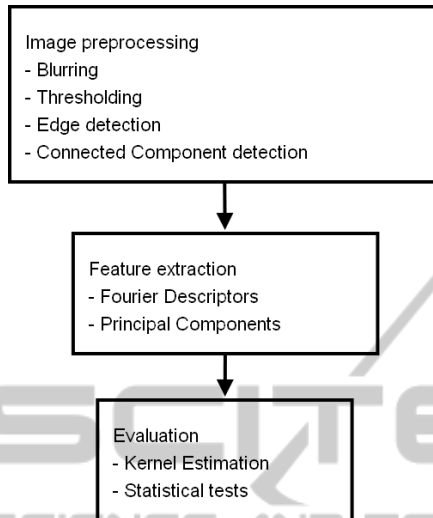 Image preprocessing
- Blurring
- Thresholding
- Edge detection
- Connected Component detection
Feature extraction
- Fourier Descriptors
- Principal Components
Evaluation
- Kernel Estimation
- Statistical tests